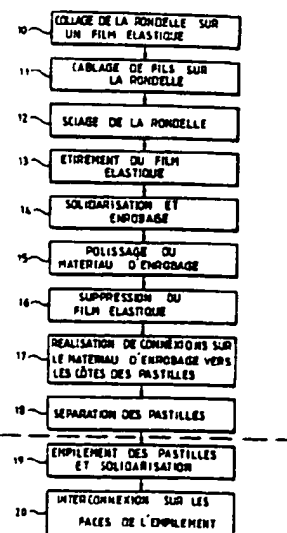 10
COLLAGE DE LA RONDELLE SUR
UN FILM ELASTIQUE
11
CABLAGE DE FILS SUR
LA RONDELLE
12
SCIAGE DE LA RONDELLE
13
ETIREMENT DU FILM
ELASTIQUE
14
SOLIDARISATION ET
ENROBAGE
15
POLISSAGE DU
MATERIAU D'ENROBAGE
16
SUPPRESSION DU
FILM ELASTIQUE
17
REALISATION DE CONNEXIONS SUR
LE MATERIAU D'ENROBAGE VERS
LES CÔTES DES PASTILLES
18
SEPARATION DES PASTILLES
19
EMPILEMENT DES PASTILLES
ET SOLIDARISATION
20
INTERCONNEXION SUR LES
FACES DE L'EMPILEMENT